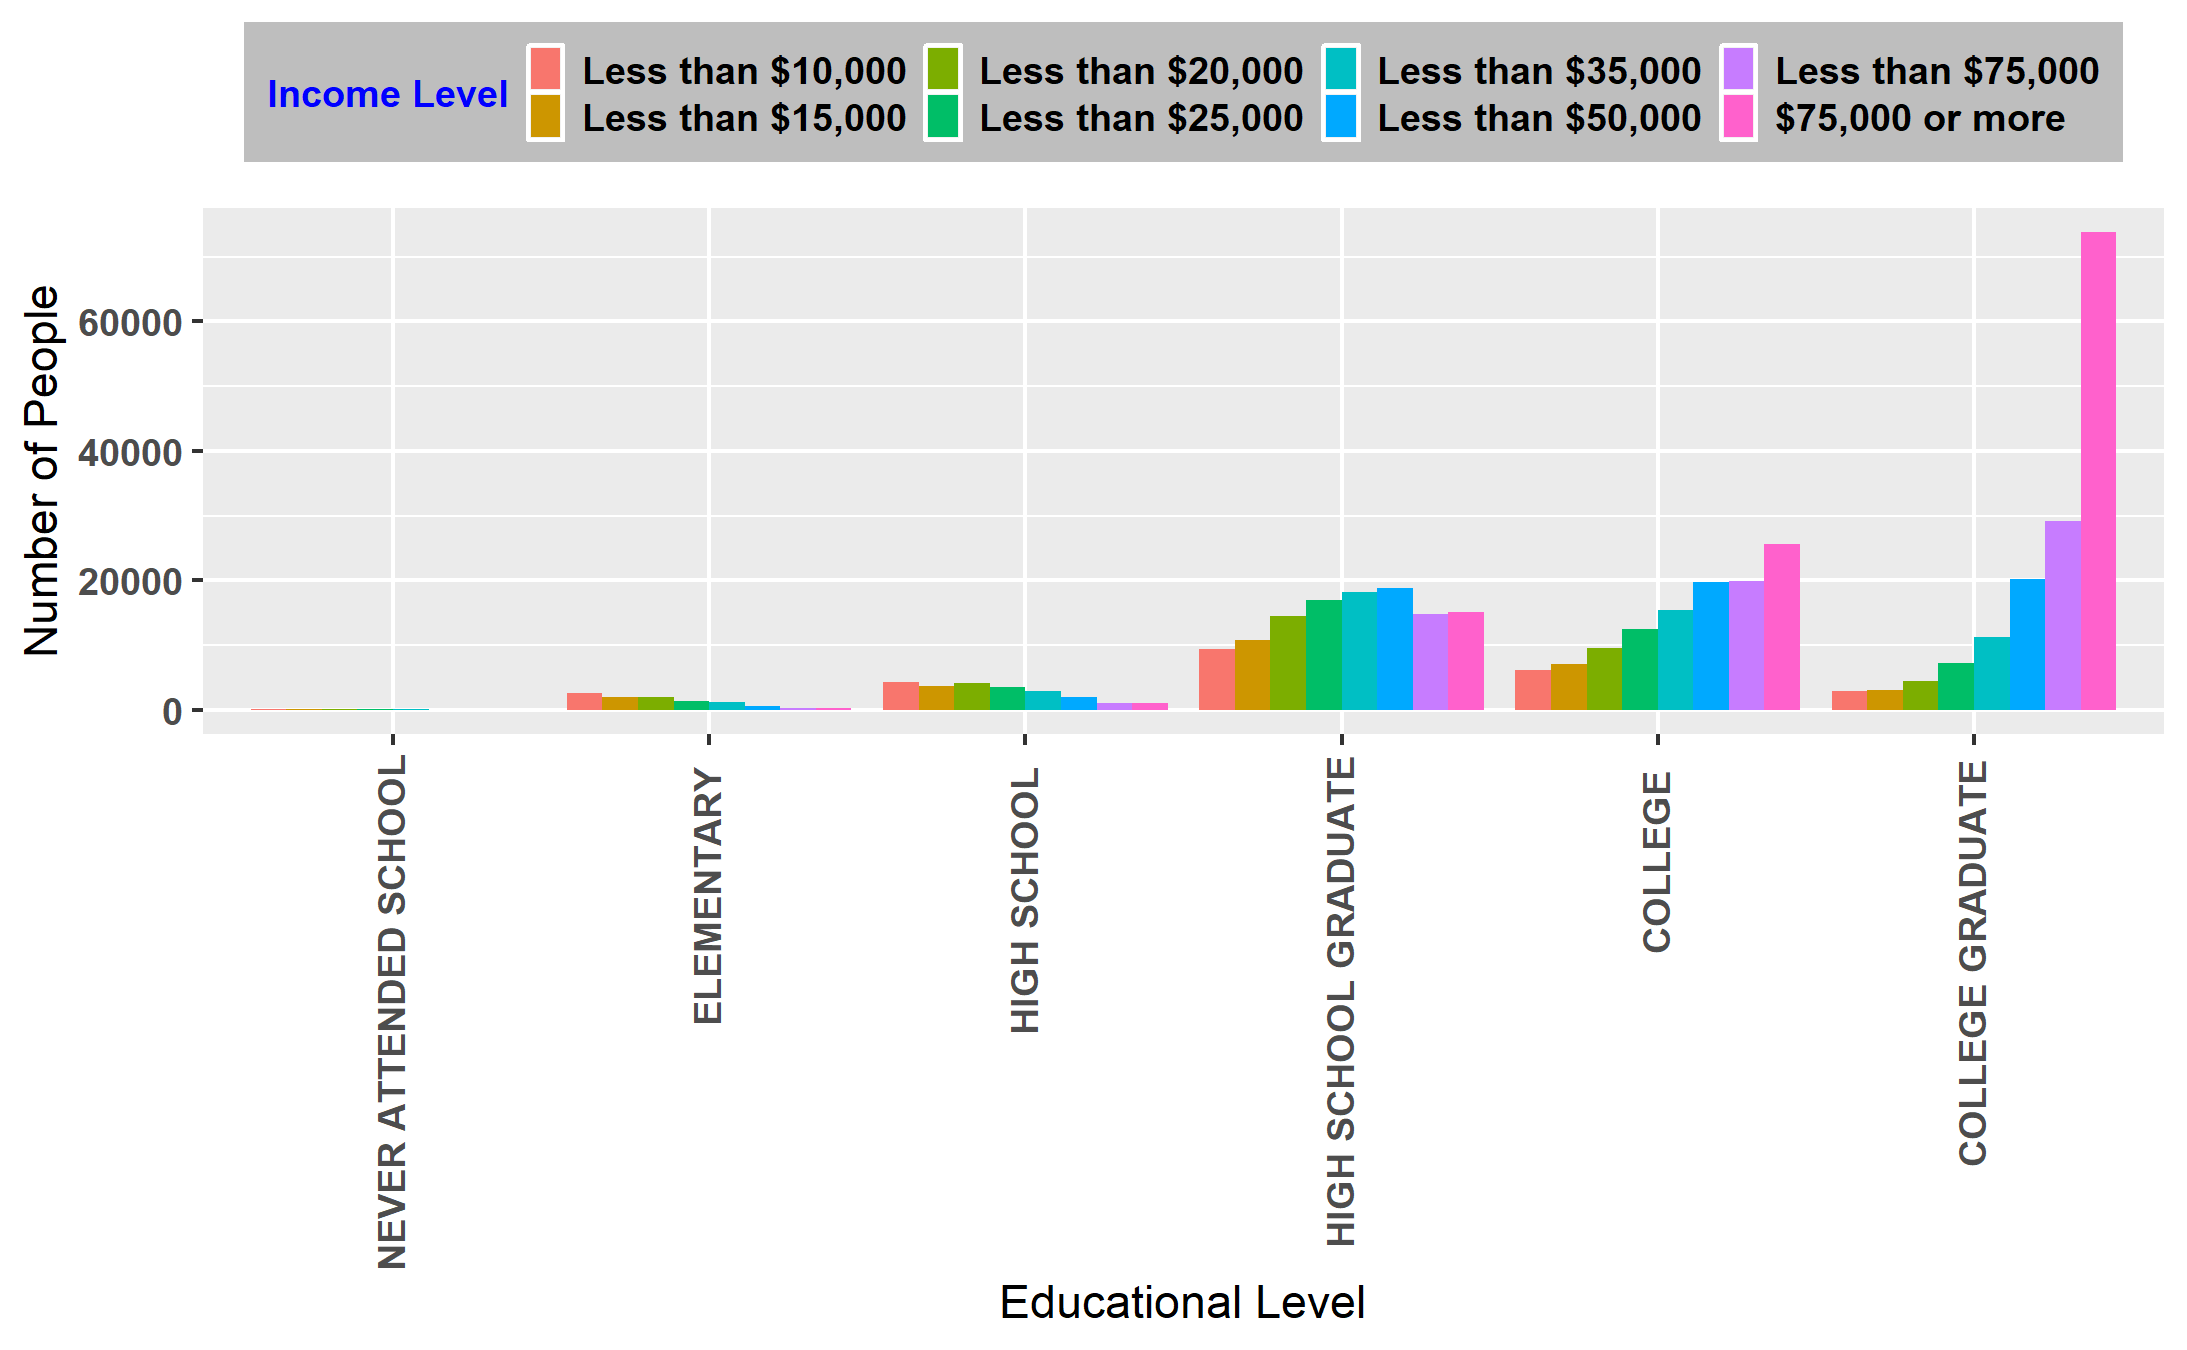 Income Level
Less than $10,000
Less than $20,000
Less than $35,000
Less than $75,000
Less than $15,000
Less than $25,000
Less than $50,000
$75,000 or more
Number of People
60000
40000
20000
0
NEVER ATTENDED SCHOOL
ELEMENTARY
HIGH SCHOOL
HIGH SCHOOL GRADUATE
COLLEGE
COLLEGE GRADUATE
Educational Level